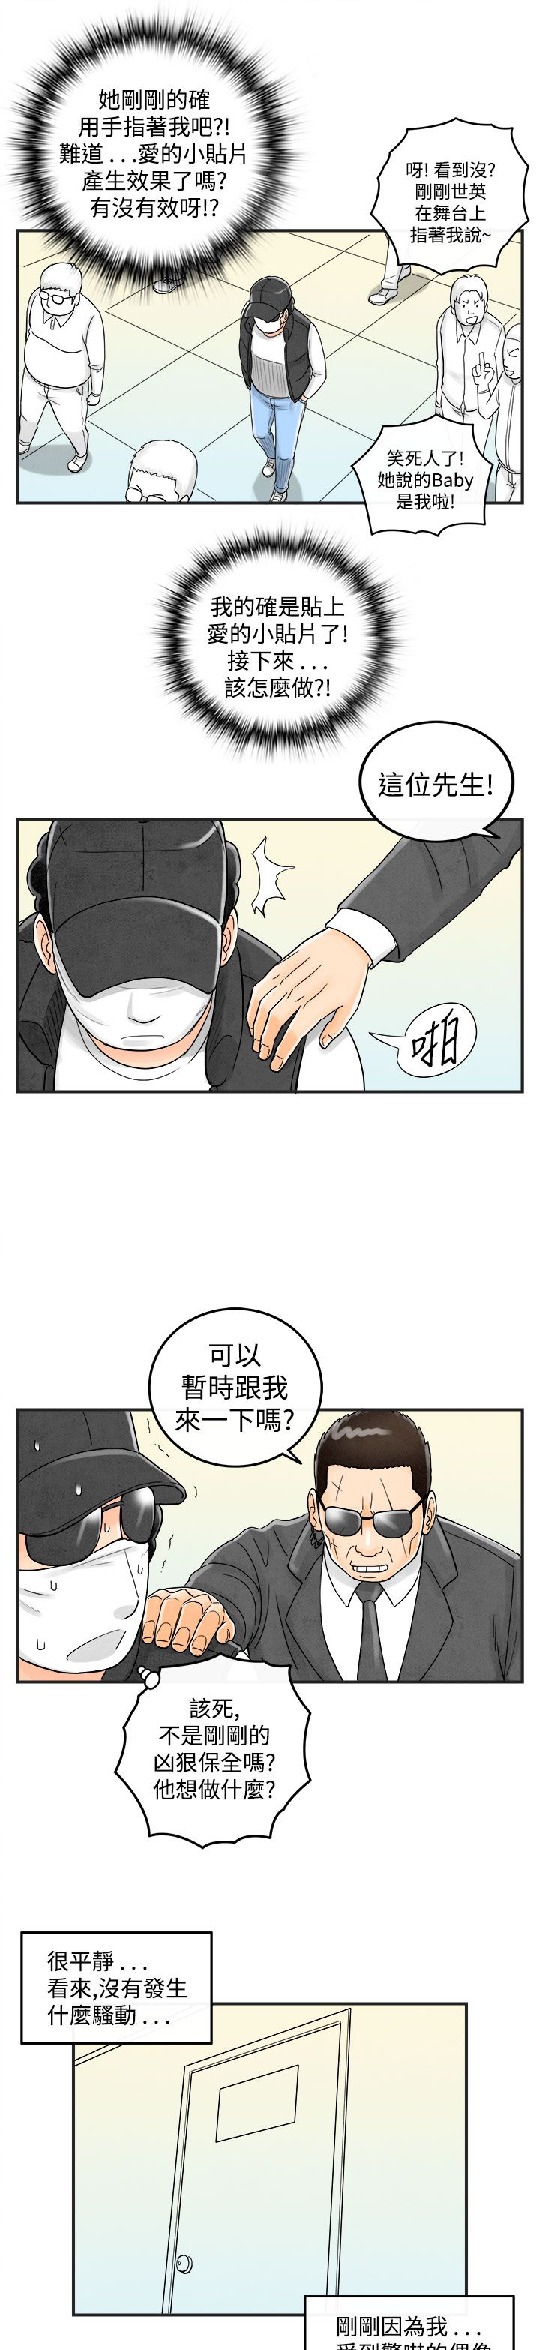 她剛剛的確
用手指著我吧?!
難道...愛的小貼片
產生效果了嗎?
有沒有效呀!?
呀! 看到沒?
剛剛世英
在舞台上
指著我說~
笑死人了!
她說的Baby
是我啦!
我的確是貼上
愛的小貼片了!
接下來...
該怎麼做?!
這位先生!
啪
可以
暫時跟我
來一下嗎?
該死,
不是剛剛的
凶狠保全嗎?
他想做什麼?
很平靜...
看來,沒有發生
什麼騷動...
剛剛因為我...